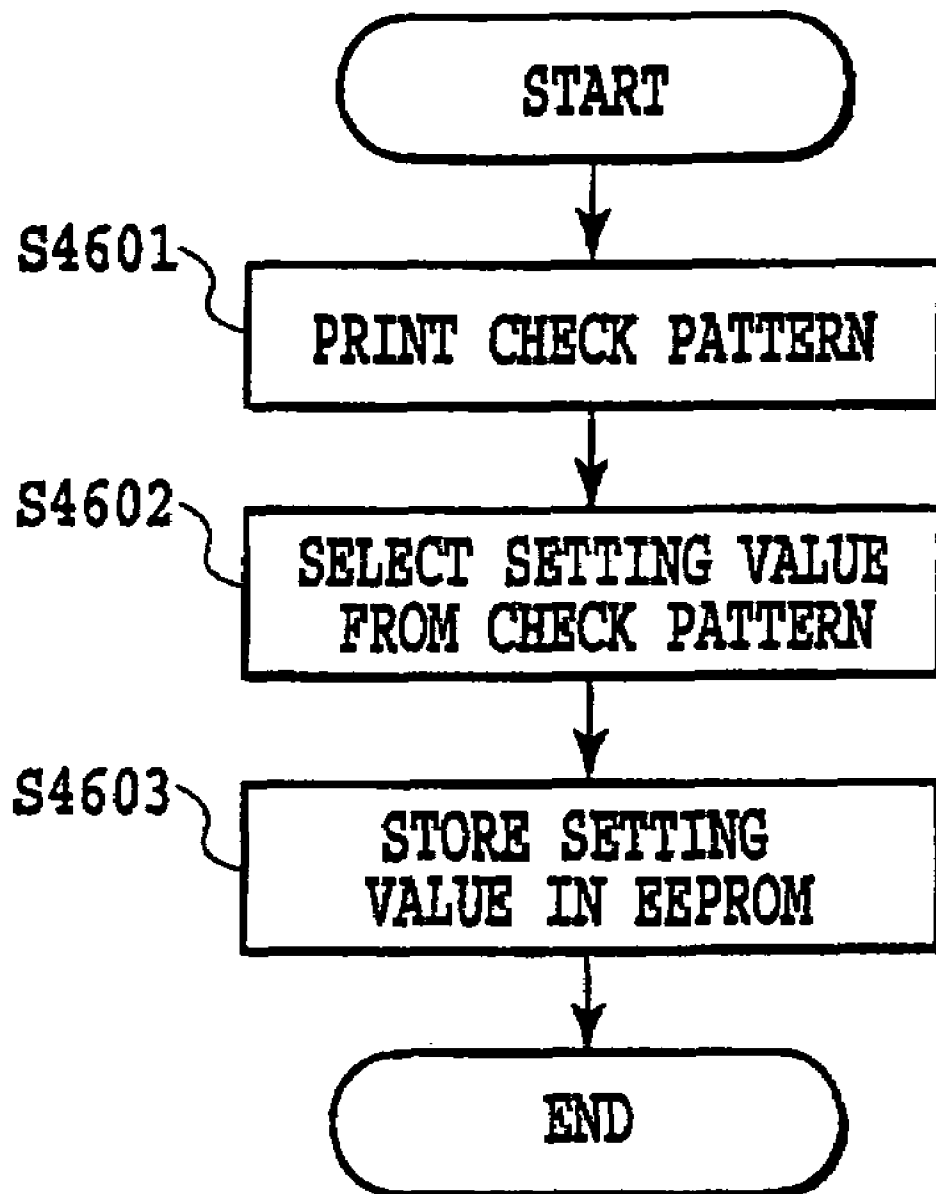 START
S4601
PRINT CHECK PATTERN
S4602
SELECT SETTING VALUE
FROM CHECK PATTERN
S4603
STORE SETTING
VALUE IN EEPROM
END